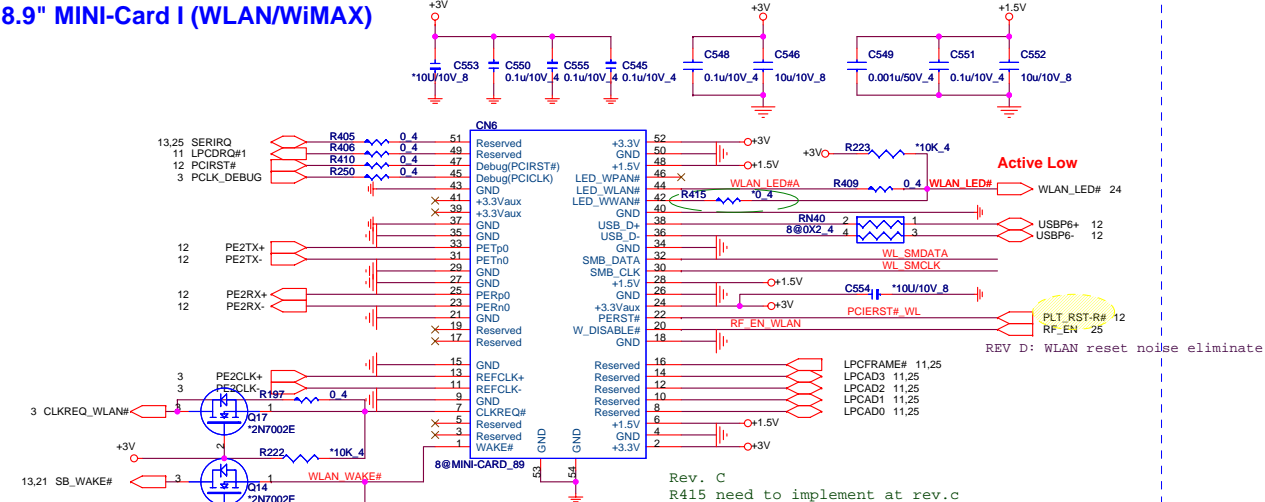 8.9" MINI-Card I (WLAN/WiMAX)
+3V
+3V
+1.5V
C553
*10U/10V_8
C550
0.1u/10V_4
C555
0.1u/10V_4
C545
0.1u/10V_4
C548
0.1u/10V_4
C546
10u/10V_8
C549
0.001u/50V_4
C551
0.1u/10V_4
C552
10u/10V_8
CN6
13,25 SERIRQ R405 0_4 51 Reserved
11 LPCDRQ#1 R406 0_4 49 Reserved
12 PCIRST# R410 0_4 47 Debug(PCIRST#)
3 PCLK_DEBUG R250 0_4 45 Debug(PCICLK)
43 GND
41 +3.3Vaux
39 +3.3Vaux
37 GND
35 GND
12 PE2TX+ 33 PETp0
12 PE2TX- 31 PETn0
29 GND
27 GND
12 PE2RX+ 25 PERp0
12 PE2RX- 23 PERn0
21 GND
19 Reserved
17 Reserved
15 GND
3 PE2CLK+ 13 REFCLK+
3 PE2CLK- 11 REFCLK-
R197 0_4 9 GND
3 CLKREQ_WLAN# 3 1 7 CLKREQ#
Q17
*2N7002E
2
5 Reserved
3 Reserved
1 WAKE#
+3V
R222 *10K_4
13,21 SB_WAKE# 3 1 WLAN_WAKE#
Q14
*2N7002E
+3.3V 52 +3V
GND 50
+1.5V 48 +1.5V
LED_WPAN# 46
LED_WLAN# 44 WLAN_LED#A R409 0_4 WLAN_LED# WLAN_LED# 24
LED_WWAN# 42 R415 *0_4
+3V R223 *10K_4
Active Low
GND 40
USB_D+ 38 RN40 2 1 USBP6+ 12
USB_D- 36 8@0X2_4 4 3 USBP6- 12
GND 34
SMB_DATA 32 WL_SMDATA
SMB_CLK 30 WL_SMCLK
+1.5V 28 +1.5V
GND 26 C554 *10U/10V_8
+3.3Vaux 24 +3V
PERST# 22 PCIERST#_WL PLT_RST-R# 12
W_DISABLE# 20 RF_EN_WLAN RF_EN 25
GND 18
REV D: WLAN reset noise eliminate
Reserved 16 LPCFRAME# 11,25
Reserved 14 LPCAD3 11,25
Reserved 12 LPCAD2 11,25
Reserved 10 LPCAD1 11,25
Reserved 8 LPCAD0 11,25
+1.5V 6 +1.5V
GND 4
+3.3V 2 +3V
GND
GND
53
54
8@MINI-CARD_89
Rev. C
R415 need to implement at rev.c